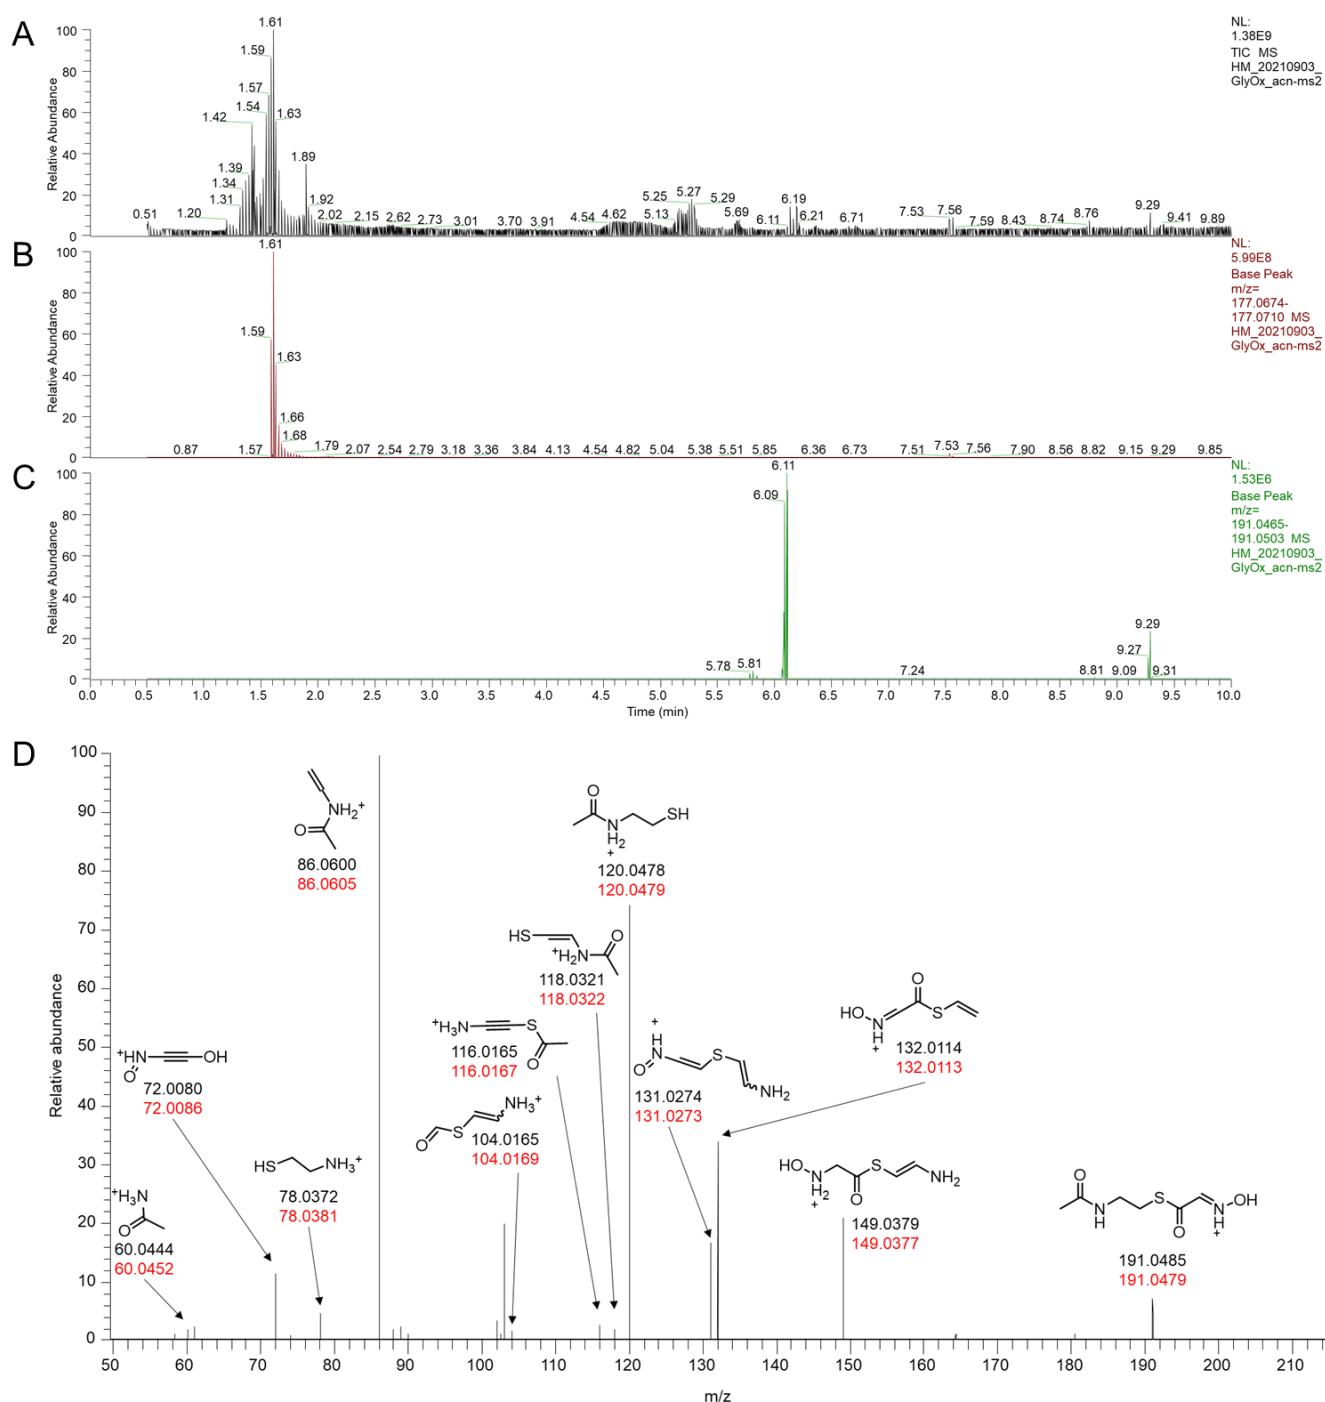 A
Relative Abundance
100
80
60
40
20
0
0.51
1.20
1.31
1.34
1.39
1.42
1.54
1.57
1.59
1.61
1.63
1.89
1.92
2.02
2.15
2.62
2.73
3.01
3.70
3.91
4.54
4.62
5.13
5.25
5.27
5.29
5.69
6.11
6.19
6.21
6.71
7.53
7.56
7.59
8.43
8.74
8.76
9.29
9.41
9.89
NL:
1.38E9
TIC MS
HM_20210903_
GlyOx_acn-ms2
B
Relative Abundance
100
80
60
40
20
0
0.87
1.57
1.59
1.61
1.63
1.66
1.68
1.79
2.07
2.54
2.79
3.18
3.36
3.84
4.13
4.54
4.82
5.04
5.38
5.51
5.85
6.36
6.73
7.51
7.53
7.56
7.90
8.56
8.82
9.15
9.29
9.85
NL:
5.99E8
Base Peak
m/z=
177.0674-
177.0710 MS
HM_20210903_
GlyOx_acn-ms2
C
Relative Abundance
100
80
60
40
20
0
5.78
5.81
6.09
6.11
7.24
8.81
9.09
9.27
9.29
9.31
NL:
1.53E6
Base Peak
m/z=
191.0465-
191.0503 MS
HM_20210903_
GlyOx_acn-ms2
0.0 0.5 1.0 1.5 2.0 2.5 3.0 3.5 4.0 4.5 5.0 5.5 6.0 6.5 7.0 7.5 8.0 8.5 9.0 9.5 10.0
Time (min)
D
Relative abundance
100
90
80
70
60
50
40
30
20
10
0
+H3N
O
60.0444
60.0452
+HN
O
OH
72.0080
72.0086
HS
NH3+
78.0372
78.0381
NH2+
O
86.0600
86.0605
O
S
NH3+
104.0165
104.0169
+H3N
S
O
116.0165
116.0167
HS
+H2N
O
118.0321
118.0322
O
SH
N
H2
+
120.0478
120.0479
+
H
N
O
S
NH2
131.0274
131.0273
O
HO
N
H
+
S
132.0114
132.0113
HO
N
H2
+
S
O
NH2
149.0379
149.0377
O
N
H
S
O
N
H
+
OH
191.0485
191.0479
50 60 70 80 90 100 110 120 130 140 150 160 170 180 190 200 210
m/z